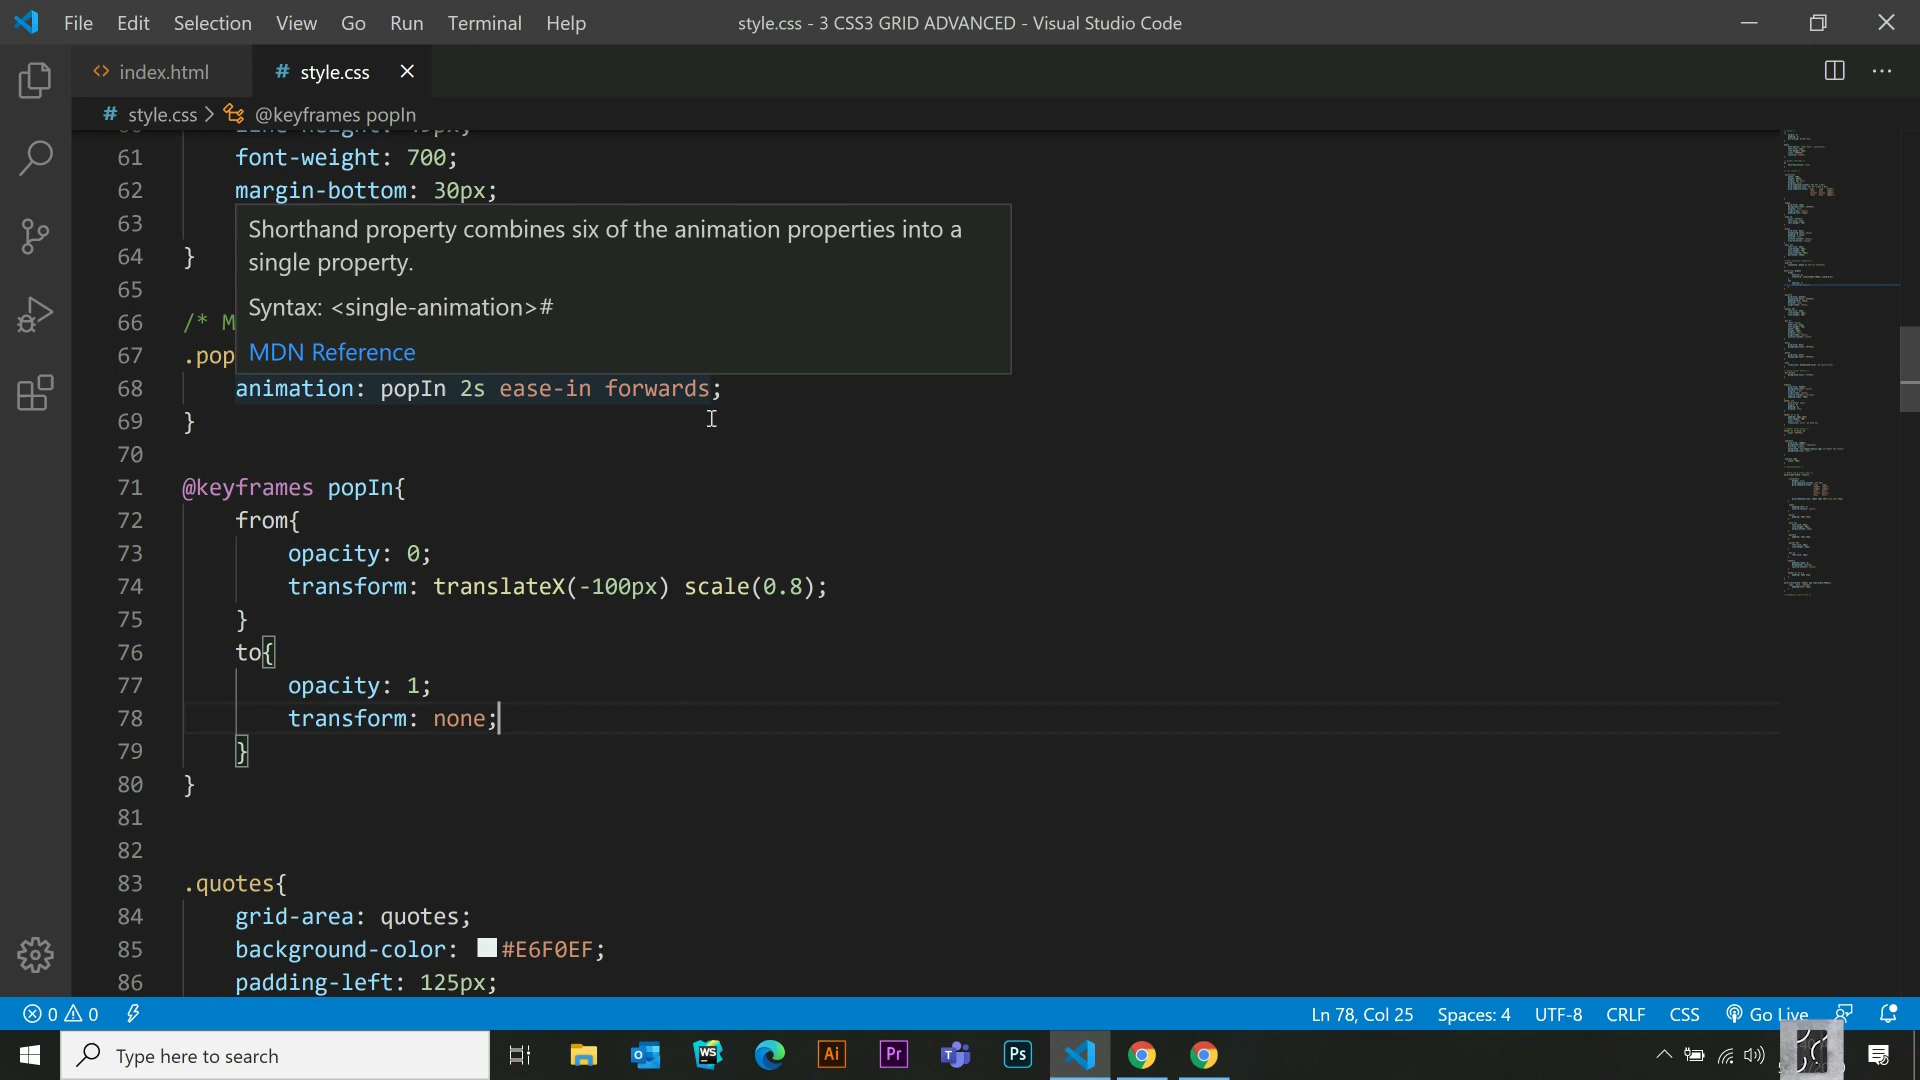 File Edit Selection View Go Run Terminal Help
style.css - 3 CSS3 GRID ADVANCED - Visual Studio Code
<> index.html
# style.css
# style.css > @keyframes popIn
61 font-weight: 700;
62 margin-bottom: 30px;
63
Shorthand property combines six of the animation properties into a
single property.
Syntax: <single-animation>#
MDN Reference
64 }
65
66 /* M
67 .pop
68 animation: popIn 2s ease-in forwards;
69 }
70
71 @keyframes popIn{
72 from{
73 opacity: 0;
74 transform: translateX(-100px) scale(0.8);
75 }
76 to{
77 opacity: 1;
78 transform: none;
79 }
80 }
81
82
83 .quotes{
84 grid-area: quotes;
85 background-color: #E6F0EF;
86 padding-left: 125px;
0 0
Ln 78, Col 25 Spaces: 4 UTF-8 CRLF CSS Go Live
Type here to search
WS Ai Pr T Ps